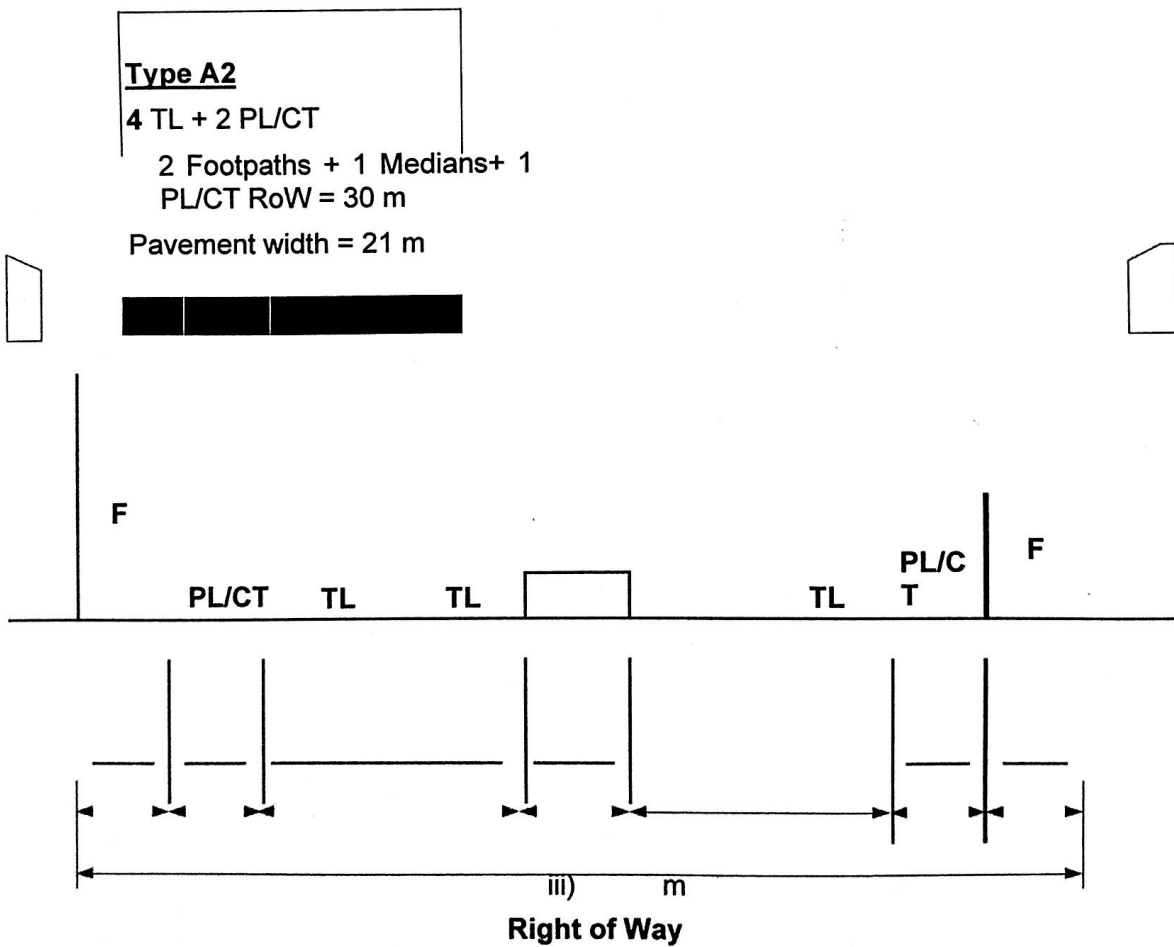 Type A2
4 TL + 2 PL/CT
2 Footpaths + 1 Medians+ 1
PL/CT RoW = 30 m
Pavement width = 21 m
F
PL/CT TL TL TL PL/C
T
F
iii) m
Right of Way